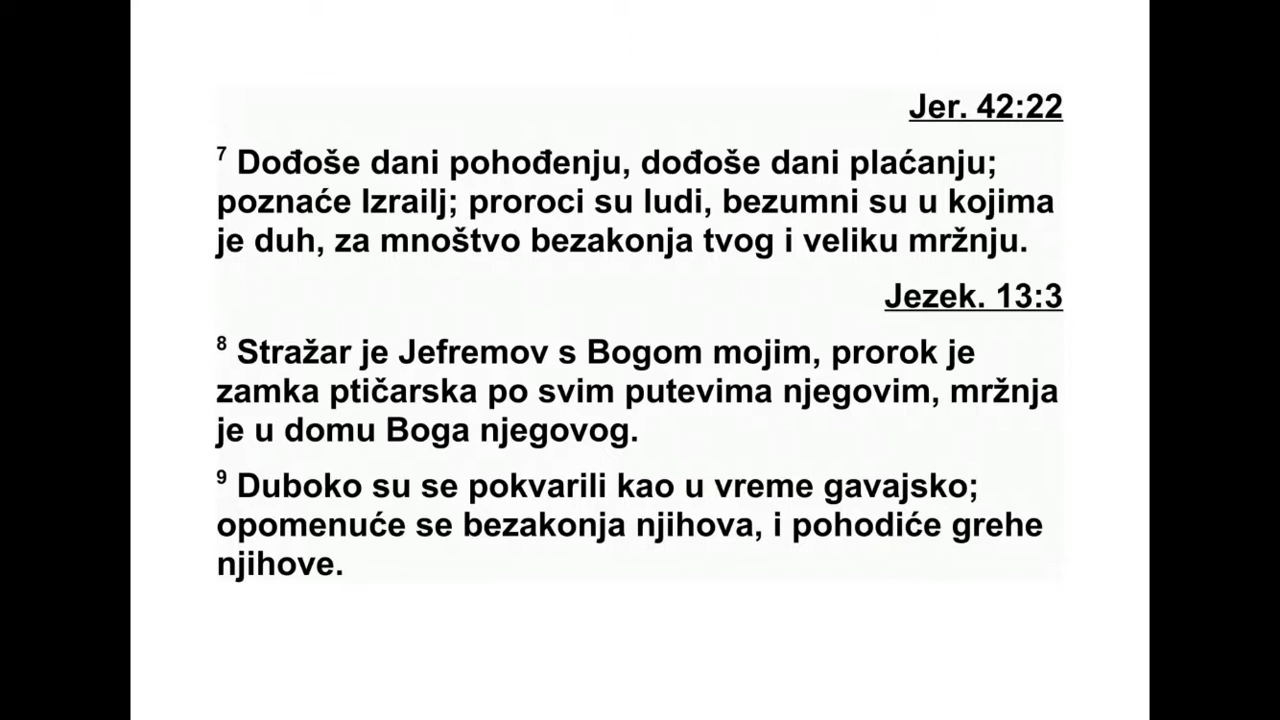 Jer. 42:22
7 Dođoše dani pohođenju, dođoše dani plaćanju;
poznaće Izrailj; proroci su ludi, bezumni su u kojima
je duh, za mnoštvo bezakonja tvog i veliku mržnju.
Jezek. 13:3
8 Stražar je Jefremov s Bogom mojim, prorok je
zamka ptičarska po svim putevima njegovim, mržnja
je u domu Boga njegovog.
9 Duboko su se pokvarili kao u vreme gavajsko;
opomenuće se bezakonja njihova, i pohodiće grehe
njihove.